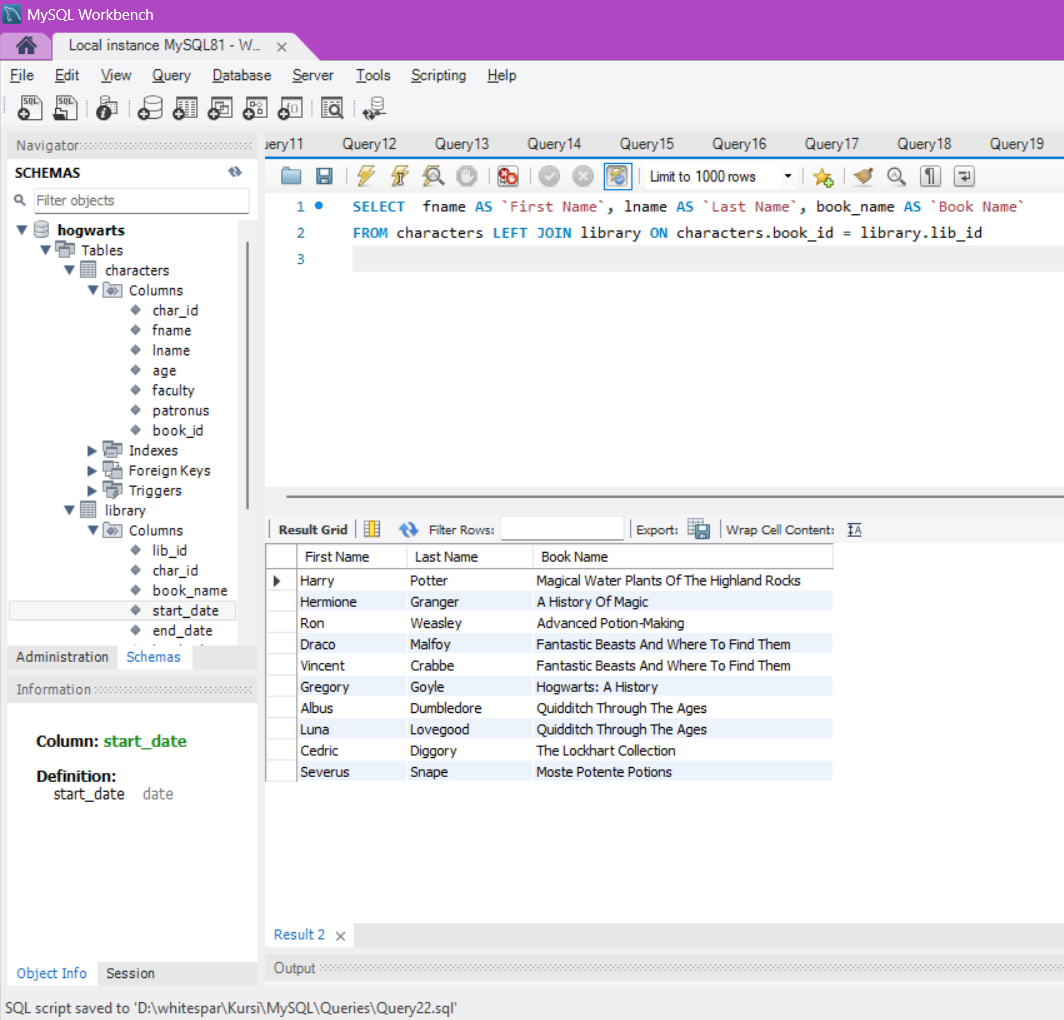 MySQL Workbench
Local instance MySQL81 - W...
File Edit View Query Database Server Tools Scripting Help
Navigator
SCHEMAS
Filter objects
hogwarts
Tables
characters
Columns
char_id
fname
lname
age
faculty
patronus
book_id
Indexes
Foreign Keys
Triggers
library
Columns
lib_id
char_id
book_name
start_date
end_date
Administration Schemas
Information
Column: start_date
Definition:
start_date date
Object Info Session
Query12 Query13 Query14 Query15 Query16 Query17 Query18 Query19
Limit to 1000 rows
1 SELECT fname AS `First Name`, lname AS `Last Name`, book_name AS `Book Name`
2 FROM characters LEFT JOIN library ON characters.book_id = library.lib_id
3
Result Grid Filter Rows: Export: Wrap Cell Content:
First Name Last Name Book Name
Harry Potter Magical Water Plants Of The Highland Rocks
Hermione Granger A History Of Magic
Ron Weasley Advanced Potion-Making
Draco Malfoy Fantastic Beasts And Where To Find Them
Vincent Crabbe Fantastic Beasts And Where To Find Them
Gregory Goyle Hogwarts: A History
Albus Dumbledore Quidditch Through The Ages
Luna Lovegood Quidditch Through The Ages
Cedric Diggory The Lockhart Collection
Severus Snape Moste Potente Potions
Result 2
Output
SQL script saved to 'D:\whitespar\Kursi\MySQL\Queries\Query22.sql'